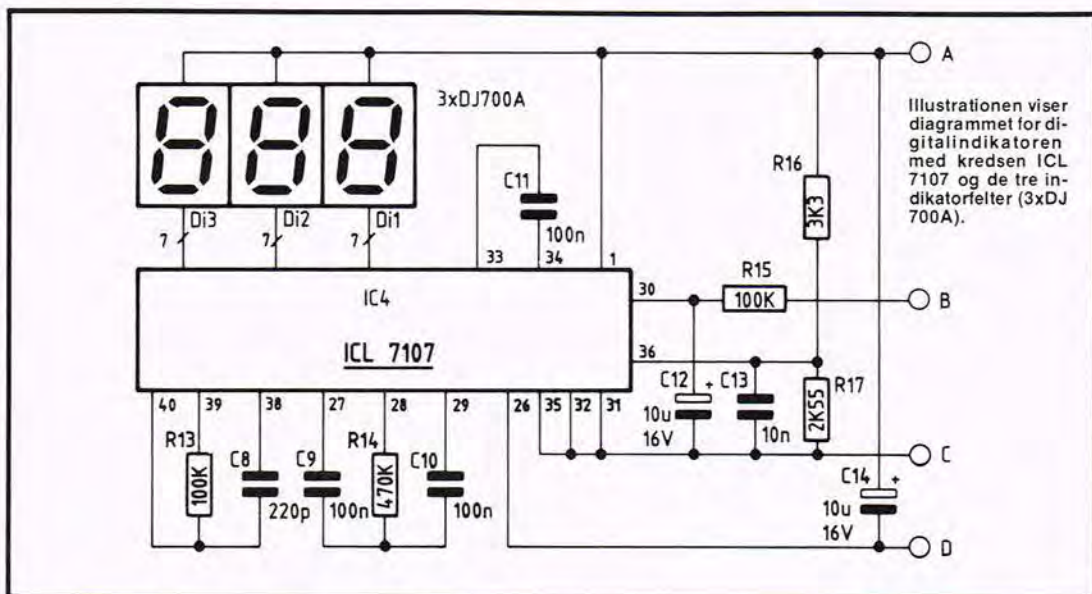 A
3xDJ700A
Illustrationen viser
diagrammet for di-
gitalindikatoren
med kredsen ICL
7107 og de tre in-
dikatorfelter (3xDJ
700A).
R16
3K3
C11
100n
Di3
Di2
Di1
7
7
7
33
34
1
R15
100K
B
IC4
30
ICL 7107
36
C12
+
10u
16V
C13
10n
R17
2K55
40
39
38
27
28
29
26
35
32
31
R13
100K
C8
220p
C9
100n
R14
470K
C10
100n
C
C14
+
10u
16V
D